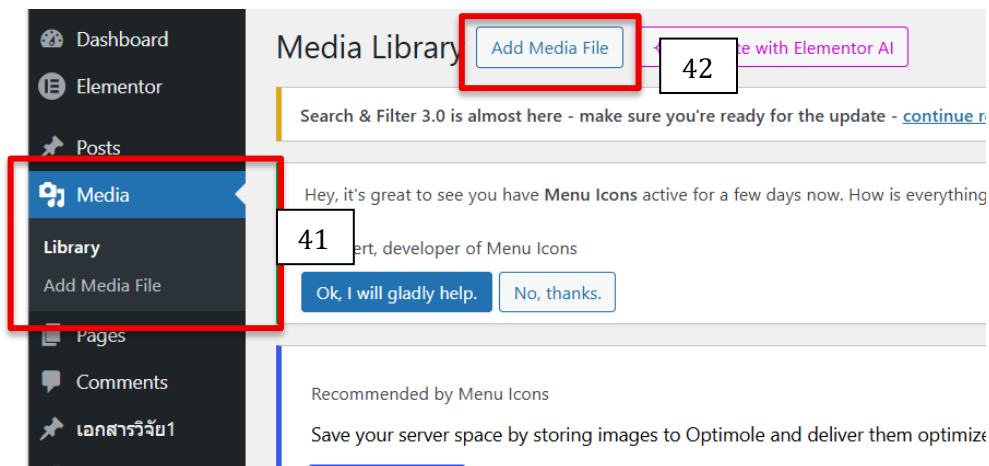 Dashboard
Elementor
Posts
Media
Library
Add Media File
Pages
Comments
เอกสารวิจัย1
Media Library
Add Media File
with Elementor AI
42
Search & Filter 3.0 is almost here - make sure you're ready for the update - continue
Hey, it's great to see you have Menu Icons active for a few days now. How is everything
41
developer of Menu Icons
Ok, I will gladly help.
No, thanks.
Recommended by Menu Icons
Save your server space by storing images to Optimole and deliver them